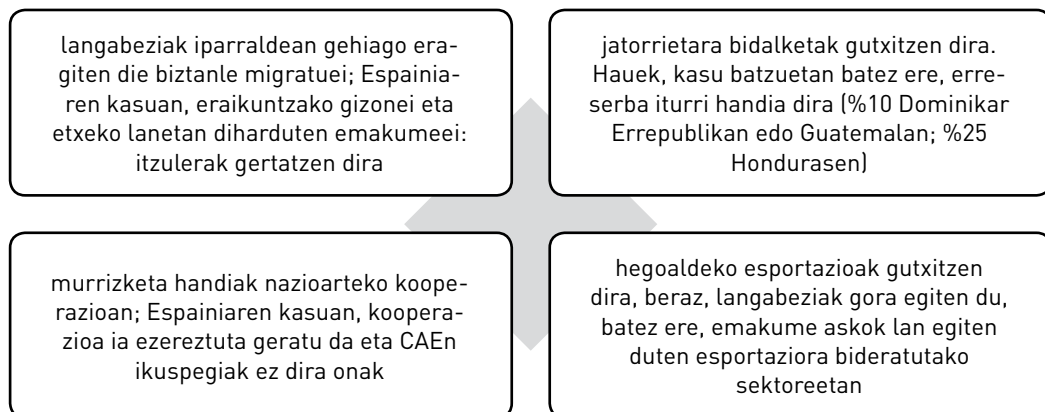 langabeziak iparraldean gehiago era-
giten die biztanle migratuei; Espainia-
ren kasuan, eraikuntzako gizonei eta
etxeko lanetan diharduten emakumeei:
itzulerak gertatzen dira
jatorrietara bidalketak gutxitzen dira.
Hauek, kasu batzuetan batez ere, erre-
serba iturri handia dira (%10 Dominikar
Errepublikan edo Guatemalan; %25
Hondurasen)
murrizketa handiak nazioarteko koope-
razioan; Espainiaren kasuan, koopera-
zioa ia ezereztuta geratu da eta CAEn
ikuspegiak ez dira onak
hegoaldeko esportazioak gutxitzen
dira, beraz, langabeziak gora egiten du,
batez ere, emakume askok lan egiten
duten esportaziora bideratutako
sektoreetan